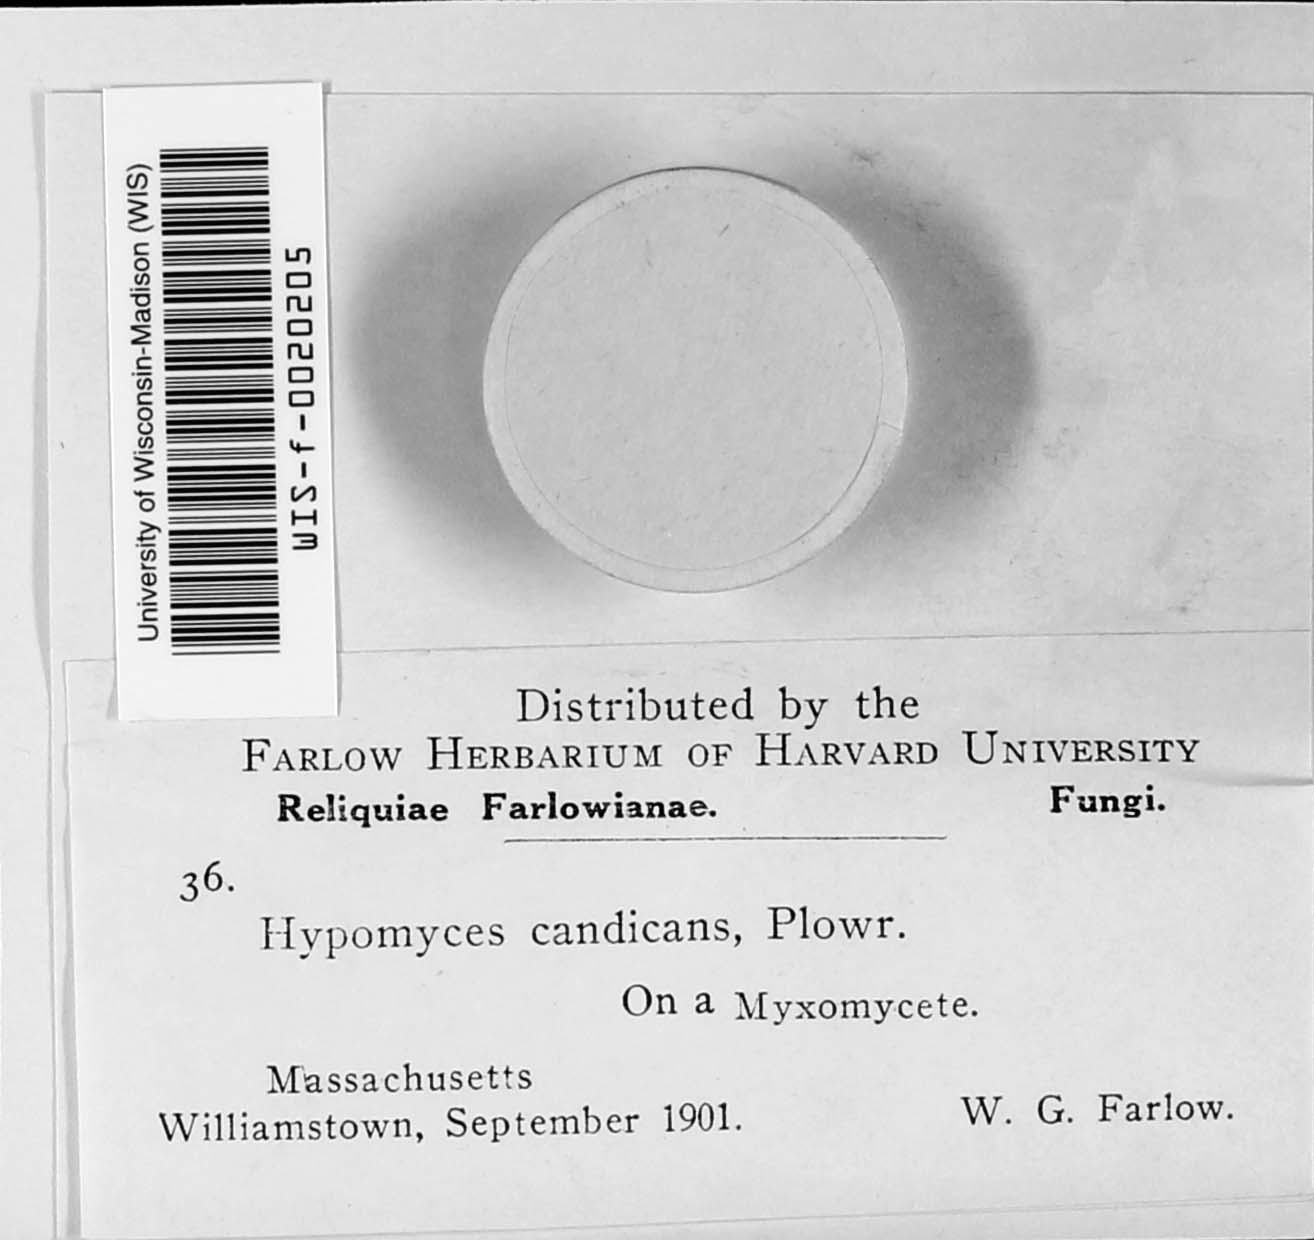 University of Wisconsin-Madison (WIS)
WIS-f-0020205
Distributed by the
FARLOW HERBARIUM OF HARVARD UNIVERSITY
Reliquiae Farlowianae. Fungi.
36.
Hypomyces candicans, Plowr.
On a Myxomycete.
Massachusetts
Williamstown, September 1901. W. G. Farlow.